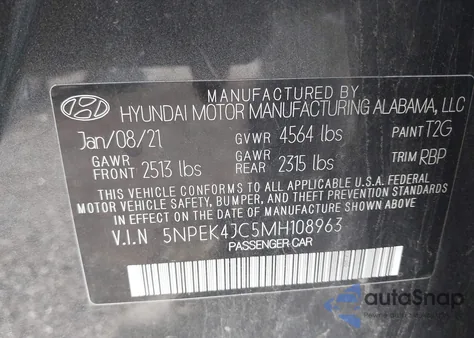 MANUFACTURED BY
HYUNDAI MOTOR MANUFACTURING ALABAMA, LLC
Jan/08/21 GVWR 4564 lbs PAINT T2G
GAWR FRONT 2513 lbs GAWR REAR 2315 lbs TRIM RBP
THIS VEHICLE CONFORMS TO ALL APPLICABLE U.S.A. FEDERAL
MOTOR VEHICLE SAFETY, BUMPER, AND THEFT PREVENTION STANDARDS
IN EFFECT ON THE DATE OF MANUFACTURE SHOWN ABOVE.
V.I.N 5NPEK4JC5MH108963
PASSENGER CAR
autoSnap